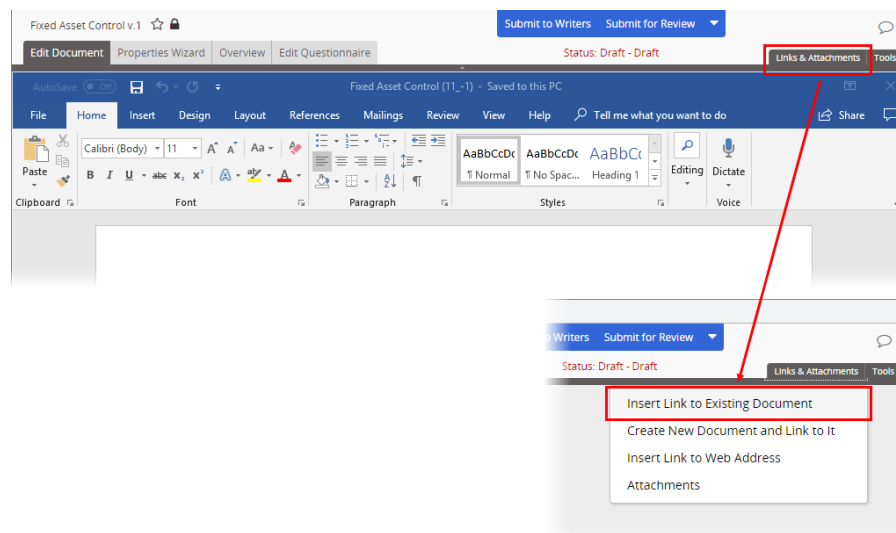 Fixed Asset Control v.1
Submit to Writers Submit for Review
Edit Document Properties Wizard Overview Edit Questionnaire
Status: Draft - Draft
Links & Attachments Tools
AutoSave Off
Fixed Asset Control (11_-1) - Saved to this PC
File Home Insert Design Layout References Mailings Review View Help Tell me what you want to do Share
Paste
Calibri (Body) 11 A A Aa
B I U abc X₂ X² A aby A
AaBbCcDc AaBbCcDc AaBbCc
¶ Normal ¶ No Spac... Heading 1
Editing Dictate
Clipboard Font Paragraph Styles Voice
Writers Submit for Review
Status: Draft - Draft
Links & Attachments Tools
Insert Link to Existing Document
Create New Document and Link to It
Insert Link to Web Address
Attachments